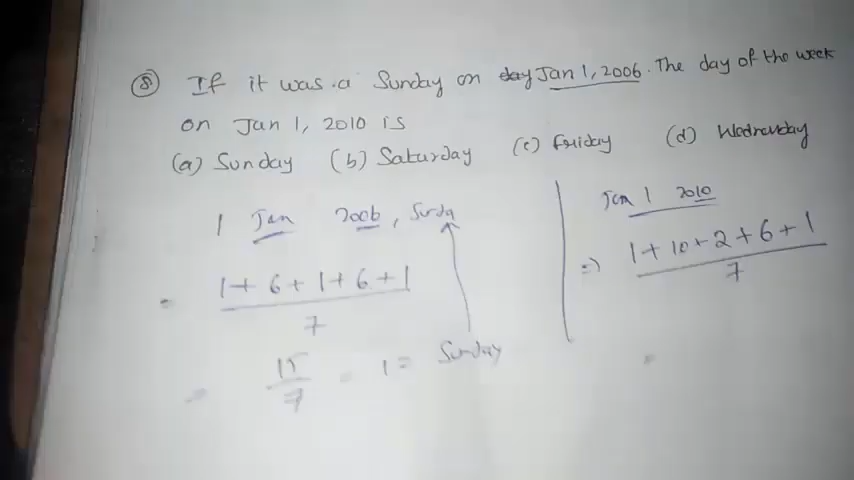 (8) If it was a Sunday on day Jan 1, 2006. The day of the week
on Jan 1, 2010 is
(a) Sunday (b) Saturday (c) Friday (d) Wednesday
1 Jan 2006, Sunda
= 1 + 6 + 1 + 6 + 1
7
= 15
7
= 1 = Sunday
Jan 1 2010
=> 1 + 10 + 2 + 6 + 1
7
=